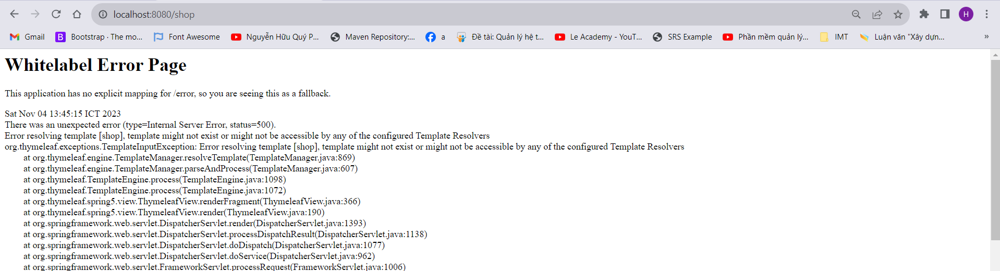 localhost:8080/shop
H
Gmail
B Bootstrap · The mo...
Font Awesome
Nguyễn Hữu Quý P...
Maven Repository:...
a
Đề tài: Quản lý hệ t...
Le Academy - YouT...
SRS Example
Phần mềm quản lý...
IMT
Luận văn "Xây dựn...
»
Whitelabel Error Page
This application has no explicit mapping for /error, so you are seeing this as a fallback.
Sat Nov 04 13:45:15 ICT 2023
There was an unexpected error (type=Internal Server Error, status=500).
Error resolving template [shop], template might not exist or might not be accessible by any of the configured Template Resolvers
org.thymeleaf.exceptions.TemplateInputException: Error resolving template [shop], template might not exist or might not be accessible by any of the configured Template Resolvers
at org.thymeleaf.engine.TemplateManager.resolveTemplate(TemplateManager.java:869)
at org.thymeleaf.engine.TemplateManager.parseAndProcess(TemplateManager.java:607)
at org.thymeleaf.TemplateEngine.process(TemplateEngine.java:1098)
at org.thymeleaf.TemplateEngine.process(TemplateEngine.java:1072)
at org.thymeleaf.spring5.view.ThymeleafView.renderFragment(ThymeleafView.java:366)
at org.thymeleaf.spring5.view.ThymeleafView.render(ThymeleafView.java:190)
at org.springframework.web.servlet.DispatcherServlet.render(DispatcherServlet.java:1393)
at org.springframework.web.servlet.DispatcherServlet.processDispatchResult(DispatcherServlet.java:1138)
at org.springframework.web.servlet.DispatcherServlet.doDispatch(DispatcherServlet.java:1077)
at org.springframework.web.servlet.DispatcherServlet.doService(DispatcherServlet.java:962)
at org.springframework.web.servlet.FrameworkServlet.processRequest(FrameworkServlet.java:1006)